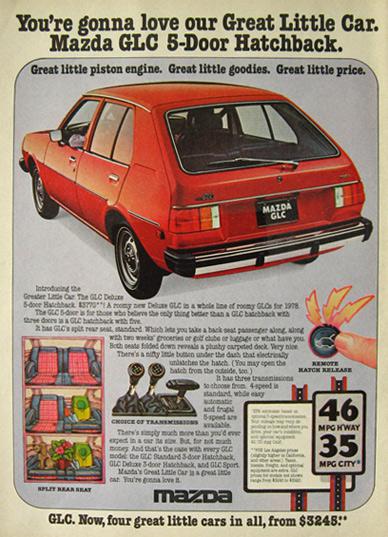 You're gonna love our Great Little Car.
Mazda GLC 5-Door Hatchback.
Great little piston engine. Great little goodies. Great little price.
MAZDA
GLC
Introducing the
Greater Little Car. The GLC Deluxe
5-door Hatchback. $3770**! A roomy new Deluxe GLC in a whole line of roomy GLCs for 1978.
The GLC 5-door is for those who believe the only thing better than a GLC hatchback with
three doors is a GLC hatchback with five.
It has GLC's split rear seat, standard. Which lets you take a back seat passenger along, along
with two weeks' groceries or golf clubs or luggage or what have you.
Both seats folded down reveals a plushy carpeted deck. Very nice.
There's a nifty little button under the dash that electrically
unlatches the hatch. (You may open the
hatch from the outside, too.)
It has three transmissions
to choose from. 4-speed is
standard, while easy
automatic
and frugal
5-speed are
available.
There's simply much more than you'd ever
expect in a car its size. But, for not much
money. And that's the case with every GLC
model: the GLC Standard 3-door Hatchback,
GLC Deluxe 3-door Hatchback, and GLC Sport.
Mazda's Great Little Car is a great little
car. You're gonna love it.
REMOTE
HATCH RELEASE
CHOICE OF TRANSMISSIONS
SPLIT REAR SEAT
46
MPG HWAY
35
MPG CITY*
mazda
GLC. Now, four great little cars in all, from $3245.**